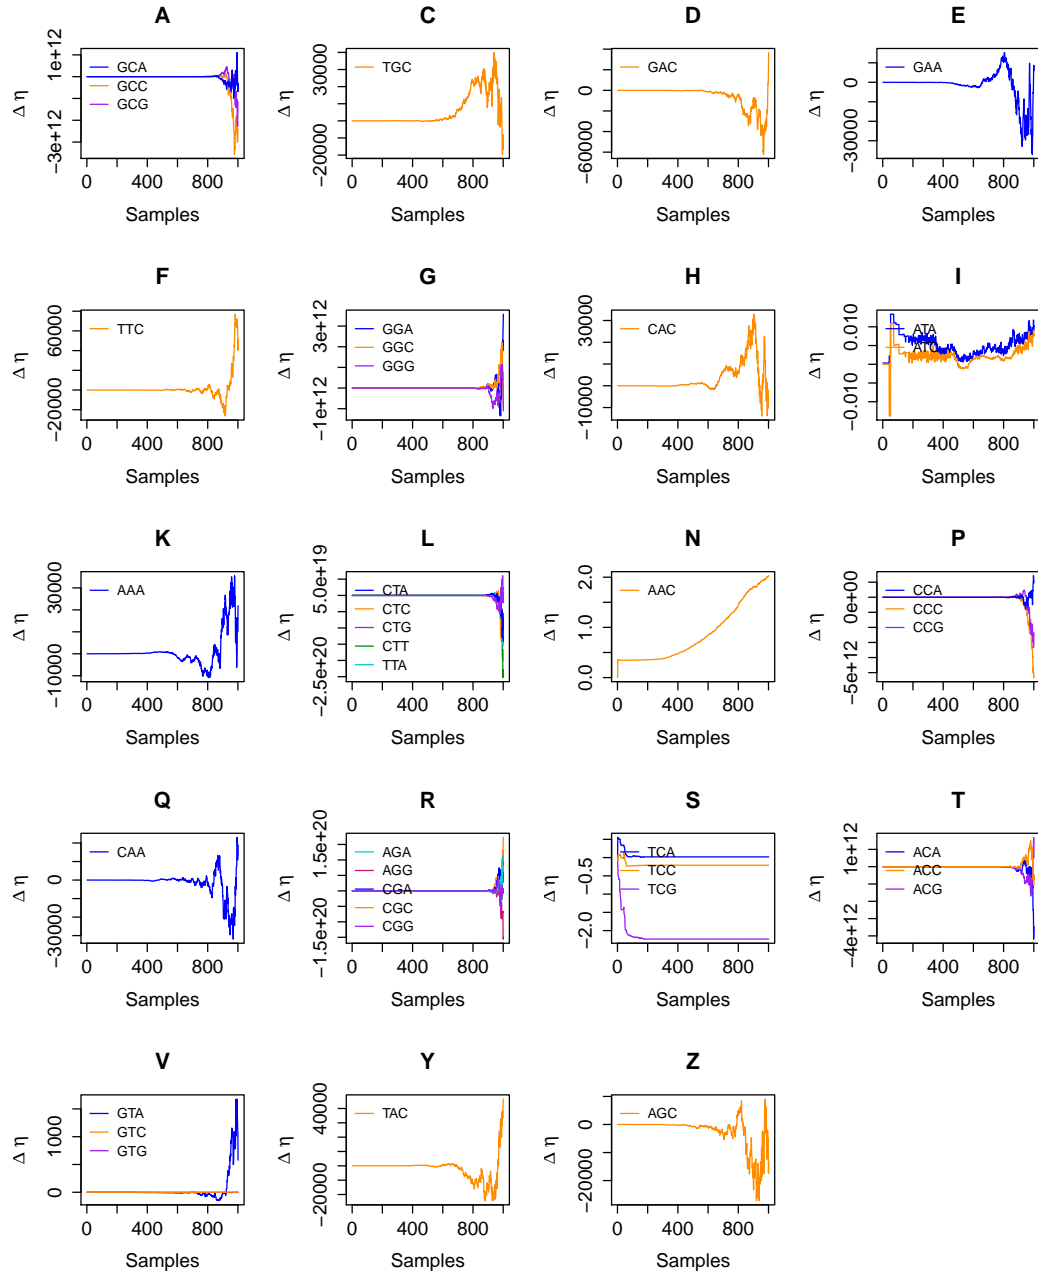 A
Δ η
1e+12
−3e+12
GCA
GCC
GCG
0 400 800
Samples
C
Δ η
30000
−20000
TGC
0 400 800
Samples
D
Δ η
0
−60000
GAC
0 400 800
Samples
E
Δ η
0
−30000
GAA
0 400 800
Samples
F
Δ η
60000
−20000
TTC
0 400 800
Samples
G
Δ η
3e+12
−1e+12
GGA
GGC
GGG
0 400 800
Samples
H
Δ η
30000
−10000
CAC
0 400 800
Samples
I
Δ η
0.010
−0.010
ATA
ATC
0 400 800
Samples
K
Δ η
30000
−10000
AAA
0 400 800
Samples
L
Δ η
5.0e+19
−2.5e+20
CTA
CTC
CTG
CTT
TTA
0 400 800
Samples
N
Δ η
2.0
1.0
0.0
AAC
0 400 800
Samples
P
Δ η
0e+00
−5e+12
CCA
CCC
CCG
0 400 800
Samples
Q
Δ η
0
−30000
CAA
0 400 800
Samples
R
Δ η
1.5e+20
−1.5e+20
AGA
AGG
CGA
CGC
CGG
0 400 800
Samples
S
Δ η
−0.5
−2.0
TCA
TCC
TCG
0 400 800
Samples
T
Δ η
1e+12
−4e+12
ACA
ACC
ACG
0 400 800
Samples
V
Δ η
1000
0
GTA
GTC
GTG
0 400 800
Samples
Y
Δ η
40000
−20000
TAC
0 400 800
Samples
Z
Δ η
0
−20000
AGC
0 400 800
Samples